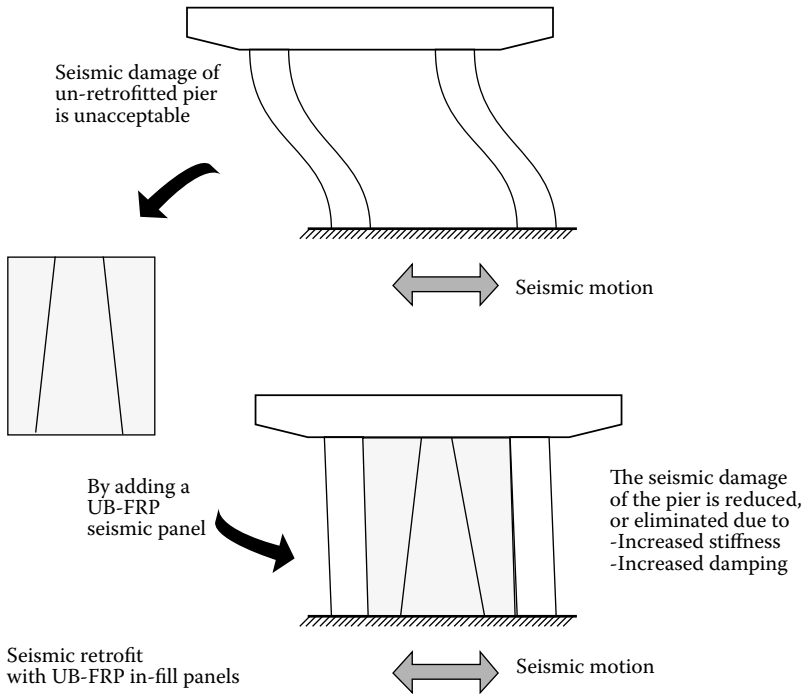 Seismic damage of
un-retrofitted pier
is unacceptable
Seismic motion
By adding a
UB-FRP
seismic panel
The seismic damage
of the pier is reduced,
or eliminated due to
-Increased stiffness
-Increased damping
Seismic retrofit
with UB-FRP in-fill panels
Seismic motion